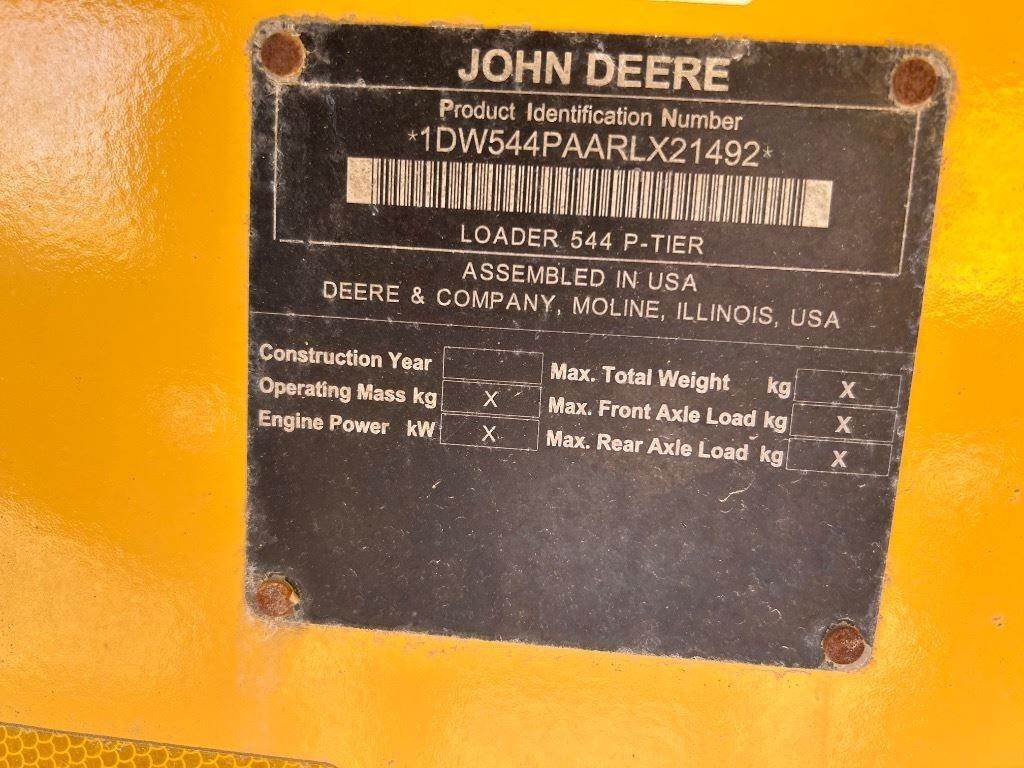 JOHN DEERE
Product Identification Number
*1DW544PAARLX21492*
LOADER 544 P-TIER
ASSEMBLED IN USA
DEERE & COMPANY, MOLINE, ILLINOIS, USA
Construction Year
Operating Mass kg X
Engine Power kW X
Max. Total Weight kg X
Max. Front Axle Load kg X
Max. Rear Axle Load kg X